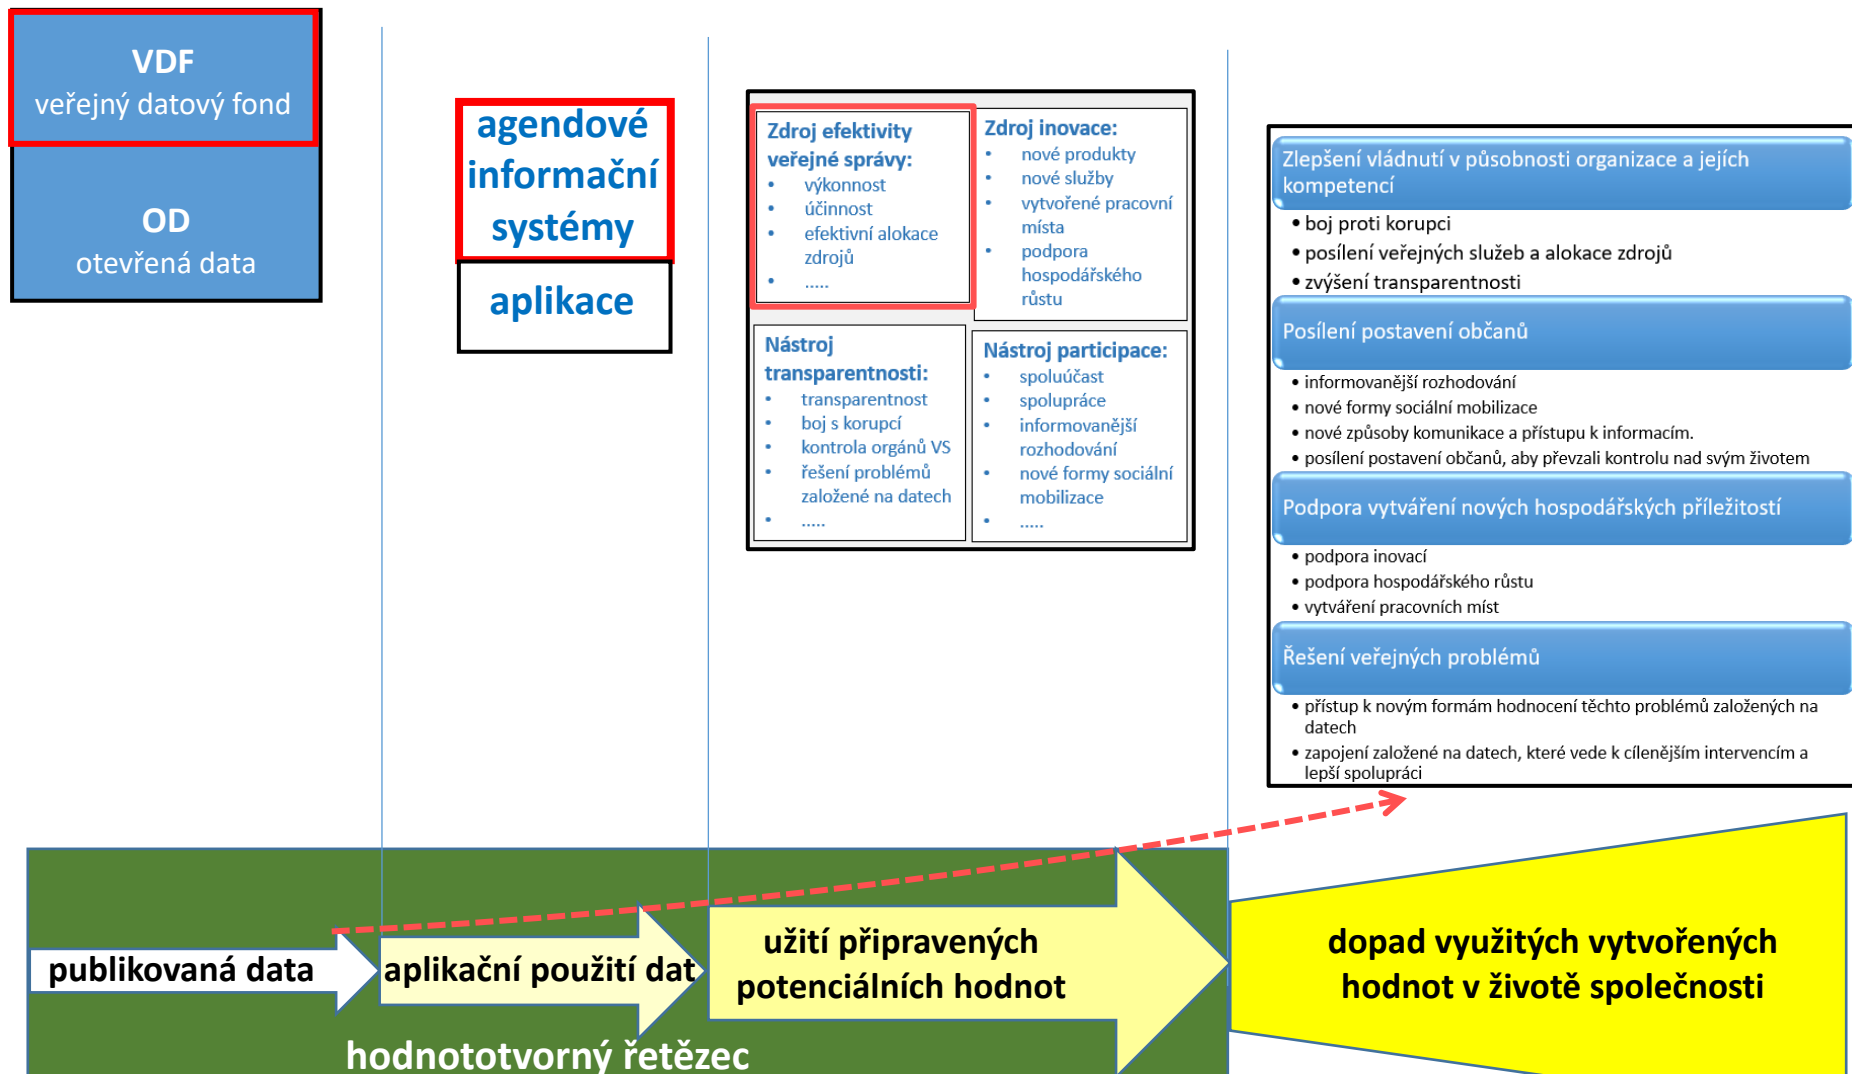 VDF
veřejný datový fond
OD
otevřená data
agendové
informační
systémy
aplikace
Zdroj efektivity
veřejné správy:
• výkonnost
• účinnost
• efektivní alokace
zdrojů
• .....
Zdroj inovace:
• nové produkty
• nové služby
• vytvořené pracovní
místa
• podpora
hospodářského
růstu
Nástroj
transparentnosti:
• transparentnost
• boj s korupcí
• kontrola orgánů VS
• řešení problémů
založené na datech
• .....
Nástroj participace:
• spoluúčast
• spolupráce
• informovanější
rozhodování
• nové formy sociální
mobilizace
• .....
Zlepšení vládnutí v působnosti organizace a jejích
kompetencí
• boj proti korupci
• posílení veřejných služeb a alokace zdrojů
• zvýšení transparentnosti
Posílení postavení občanů
• informovanější rozhodování
• nové formy sociální mobilizace
• nové způsoby komunikace a přístupu k informacím.
• posílení postavení občanů, aby převzali kontrolu nad svým životem
Podpora vytváření nových hospodářských příležitostí
• podpora inovací
• podpora hospodářského růstu
• vytváření pracovních míst
Řešení veřejných problémů
• přístup k novým formám hodnocení těchto problémů založených na
datech
• zapojení založené na datech, které vede k cílenějším intervencím a
lepší spolupráci
publikovaná data
aplikační použití dat
užití připravených
potenciálních hodnot
dopad využitých vytvořených
hodnot v životě společnosti
hodnototvorný řetězec